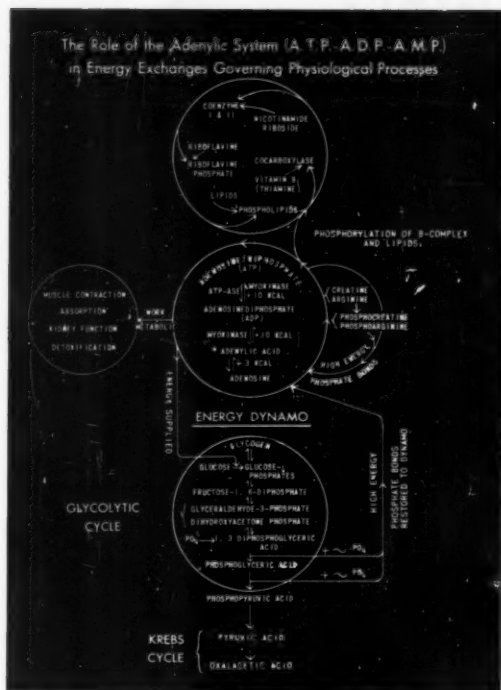 The Role of the Adenylic System (A.T.P.-A.D.P.-A.M.P.)
in Energy Exchanges Governing Physiological Processes
COENZYME
I & II
NICOTINAMIDE
RIBOSIDE
RIBOFLAVINE
RIBOFLAVINE
PHOSPHATE
COCARBOXYLASE
VITAMIN B
(THIAMINE)
LIPIDS
PHOSPHOLIPIDS
PHOSPHORYLATION OF B-COMPLEX
AND LIPIDS.
ADENOSINETRIPHOSPHATE
(ATP)
ATP-ASE MYOKINASE
+10 KCAL
ADENOSINEDIPHOSPHATE
(ADP)
MYOKINASE +10 KCAL
ADENYLIC ACID
+ 3 KCAL
ADENOSINE
MUSCLE CONTRACTION
ABSORPTION
KIDNEY FUNCTION
DETOXIFICATION
WORK
METABOLISM
CREATINE
ARGININE
PHOSPHOCREATINE
PHOSPHOARGININE
HIGH ENERGY
PHOSPHATE BONDS
ENERGY SUPPLIED
ENERGY DYNAMO
GLYCOGEN
GLUCOSE GLUCOSE-
PHOSPHATES
FRUCTOSE-1, 6-DIPHOSPHATE
GLYCERALDEHYDE-3-PHOSPHATE
DIHYDROXYACETONE PHOSPHATE
PO4 1, 3 DIPHOSPHOGLYCERIC
ACID
PHOSPHOGLYCERIC ACID
GLYCOLYTIC
CYCLE
HIGH ENERGY
PHOSPHATE BONDS
RESTORED TO DYNAMO
+ ~ PO4
+ ~ PO4
PHOSPHOPYRUVIC ACID
KREBS
CYCLE
PYRUVIC ACID
OXALACETIC ACID